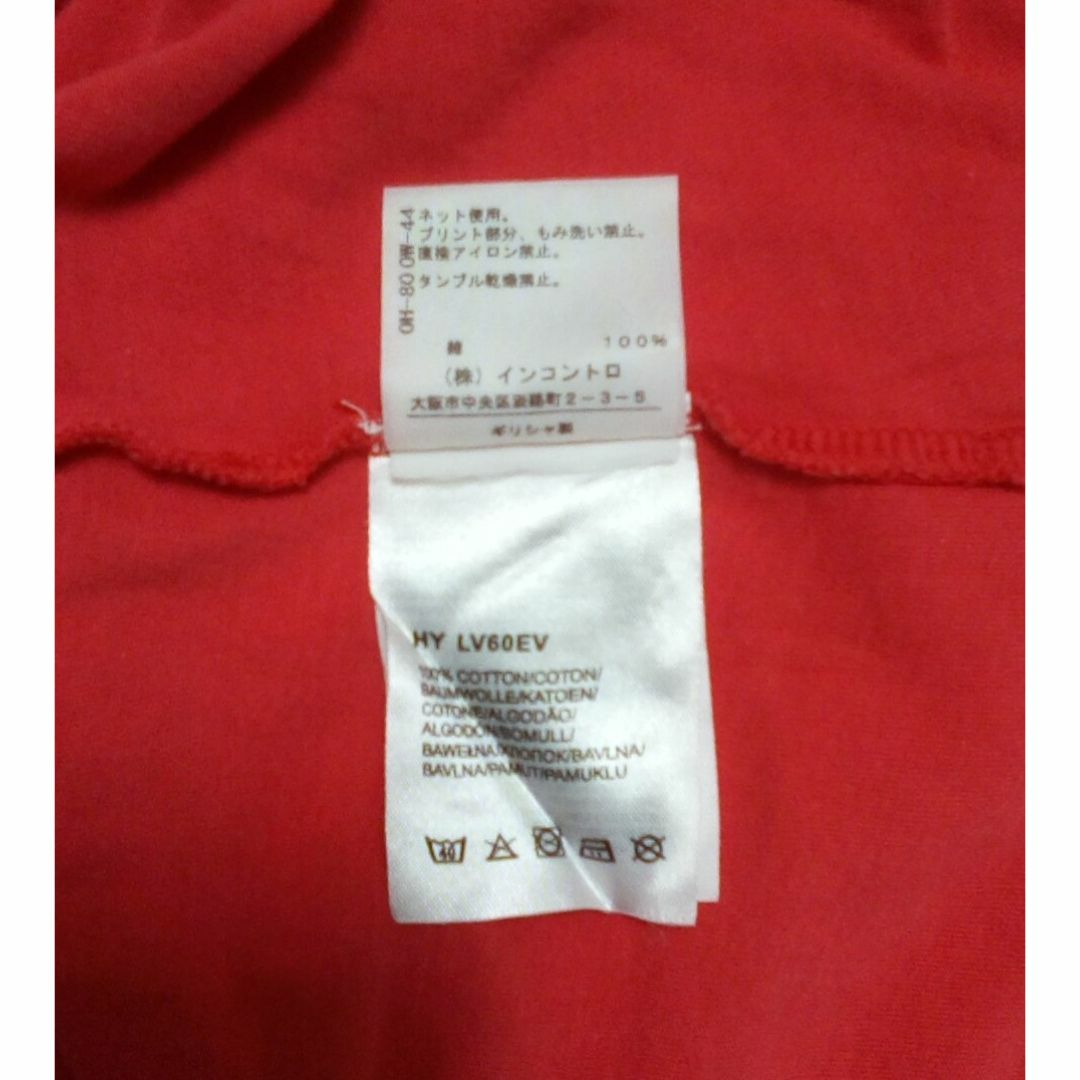 ネット使用。
プリント部分、もみ洗い禁止。
直接アイロン禁止。
タンブル乾燥禁止。
綿 100%
(株) インコントロ
大阪市中央区淡路町2-3-5
ギリシャ製
HY LV60EV
100% COTTON/COTON/
BAUMWOLLE/KATOEN/
COTONE/ALGODÃO/
ALGODÓN/BOMULL/
BAWEŁNA/ХЛОПОК/BAVLNA/
BAVLNA/PAMUT/PAMUKLU
40